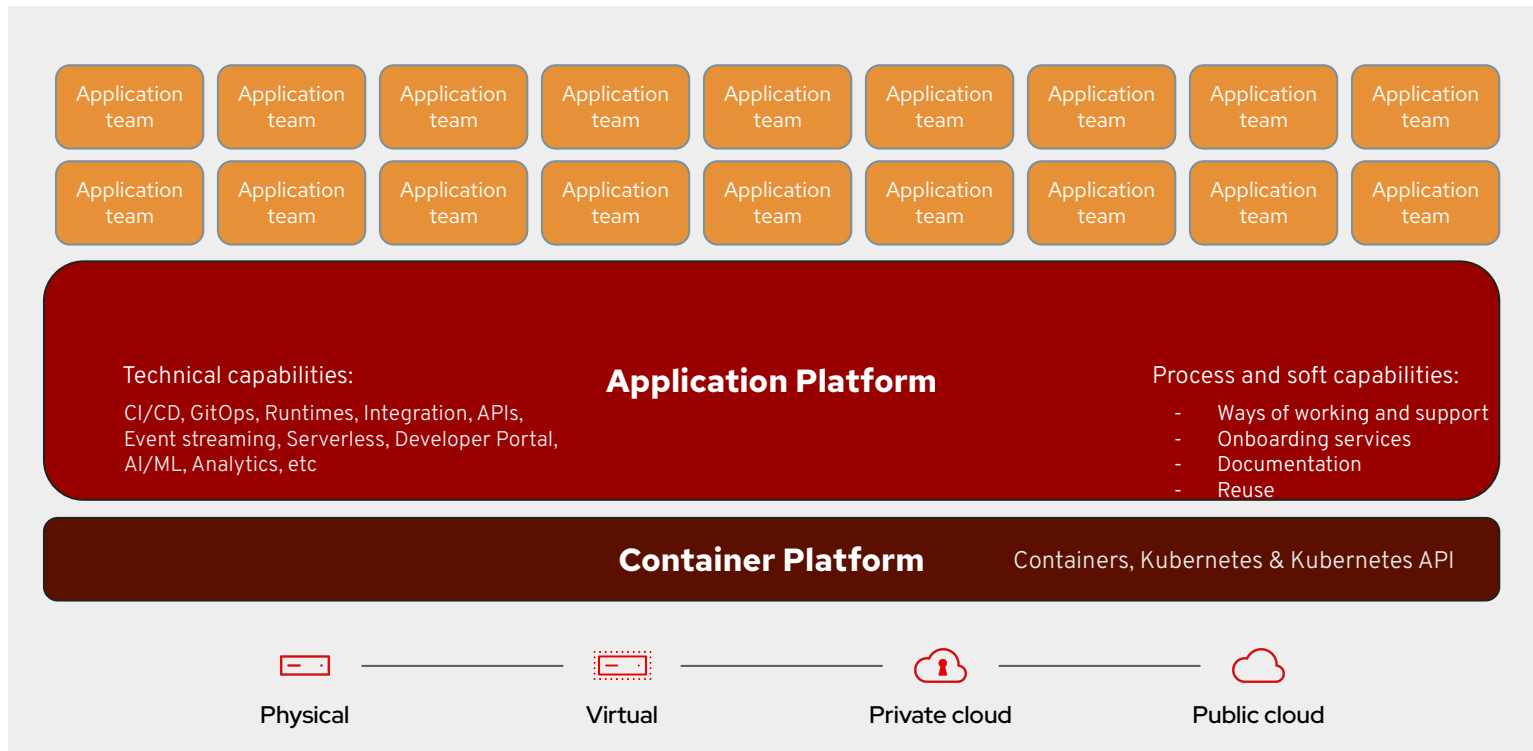 Application
team
Application
team
Application
team
Application
team
Application
team
Application
team
Application
team
Application
team
Application
team
Application
team
Application
team
Application
team
Application
team
Application
team
Application
team
Application
team
Application
team
Application
team
Technical capabilities:
CI/CD, GitOps, Runtimes, Integration, APIs,
Event streaming, Serverless, Developer Portal,
AI/ML, Analytics, etc
Application Platform
Process and soft capabilities:
- Ways of working and support
- Onboarding services
- Documentation
- Reuse
Container Platform
Containers, Kubernetes & Kubernetes API
Physical
Virtual
Private cloud
Public cloud